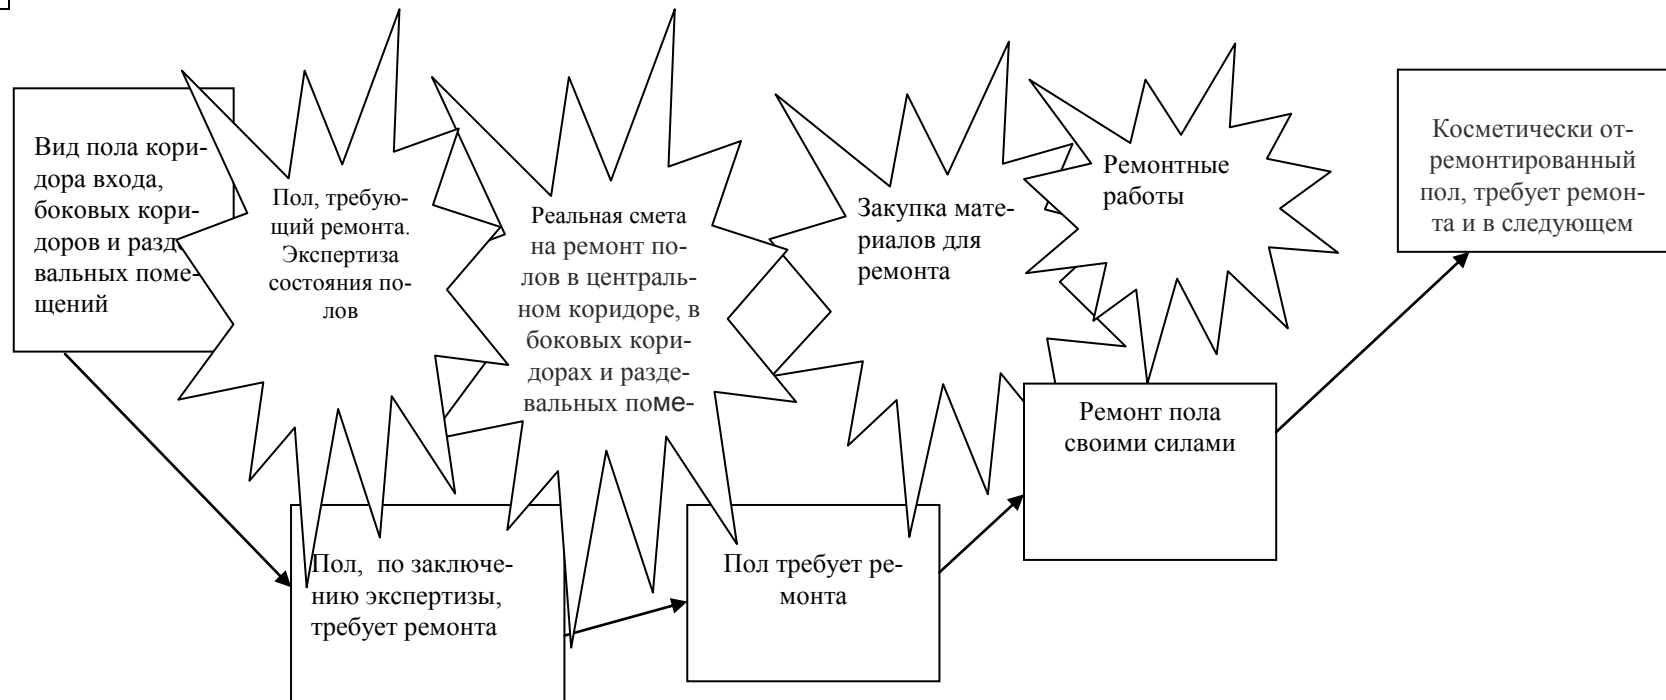 Вид пола кори-
дора входа,
боковых кори-
доров и разде-
вальных поме-
щений
Пол, требую-
щий ремонта.
Экспертиза
состояния по-
лов
Реальная смета
на ремонт по-
лов в централь-
ном коридоре, в
боковых кори-
дорах и разде-
вальных поме-
Закупка мате-
риалов для
ремонта
Ремонтные
работы
Косметически от-
ремонтированный
пол, требует ремон-
та и в следующем
Ремонт пола
своими силами
Пол, по заключе-
нию экспертизы,
требует ремонта
Пол требует ре-
монта